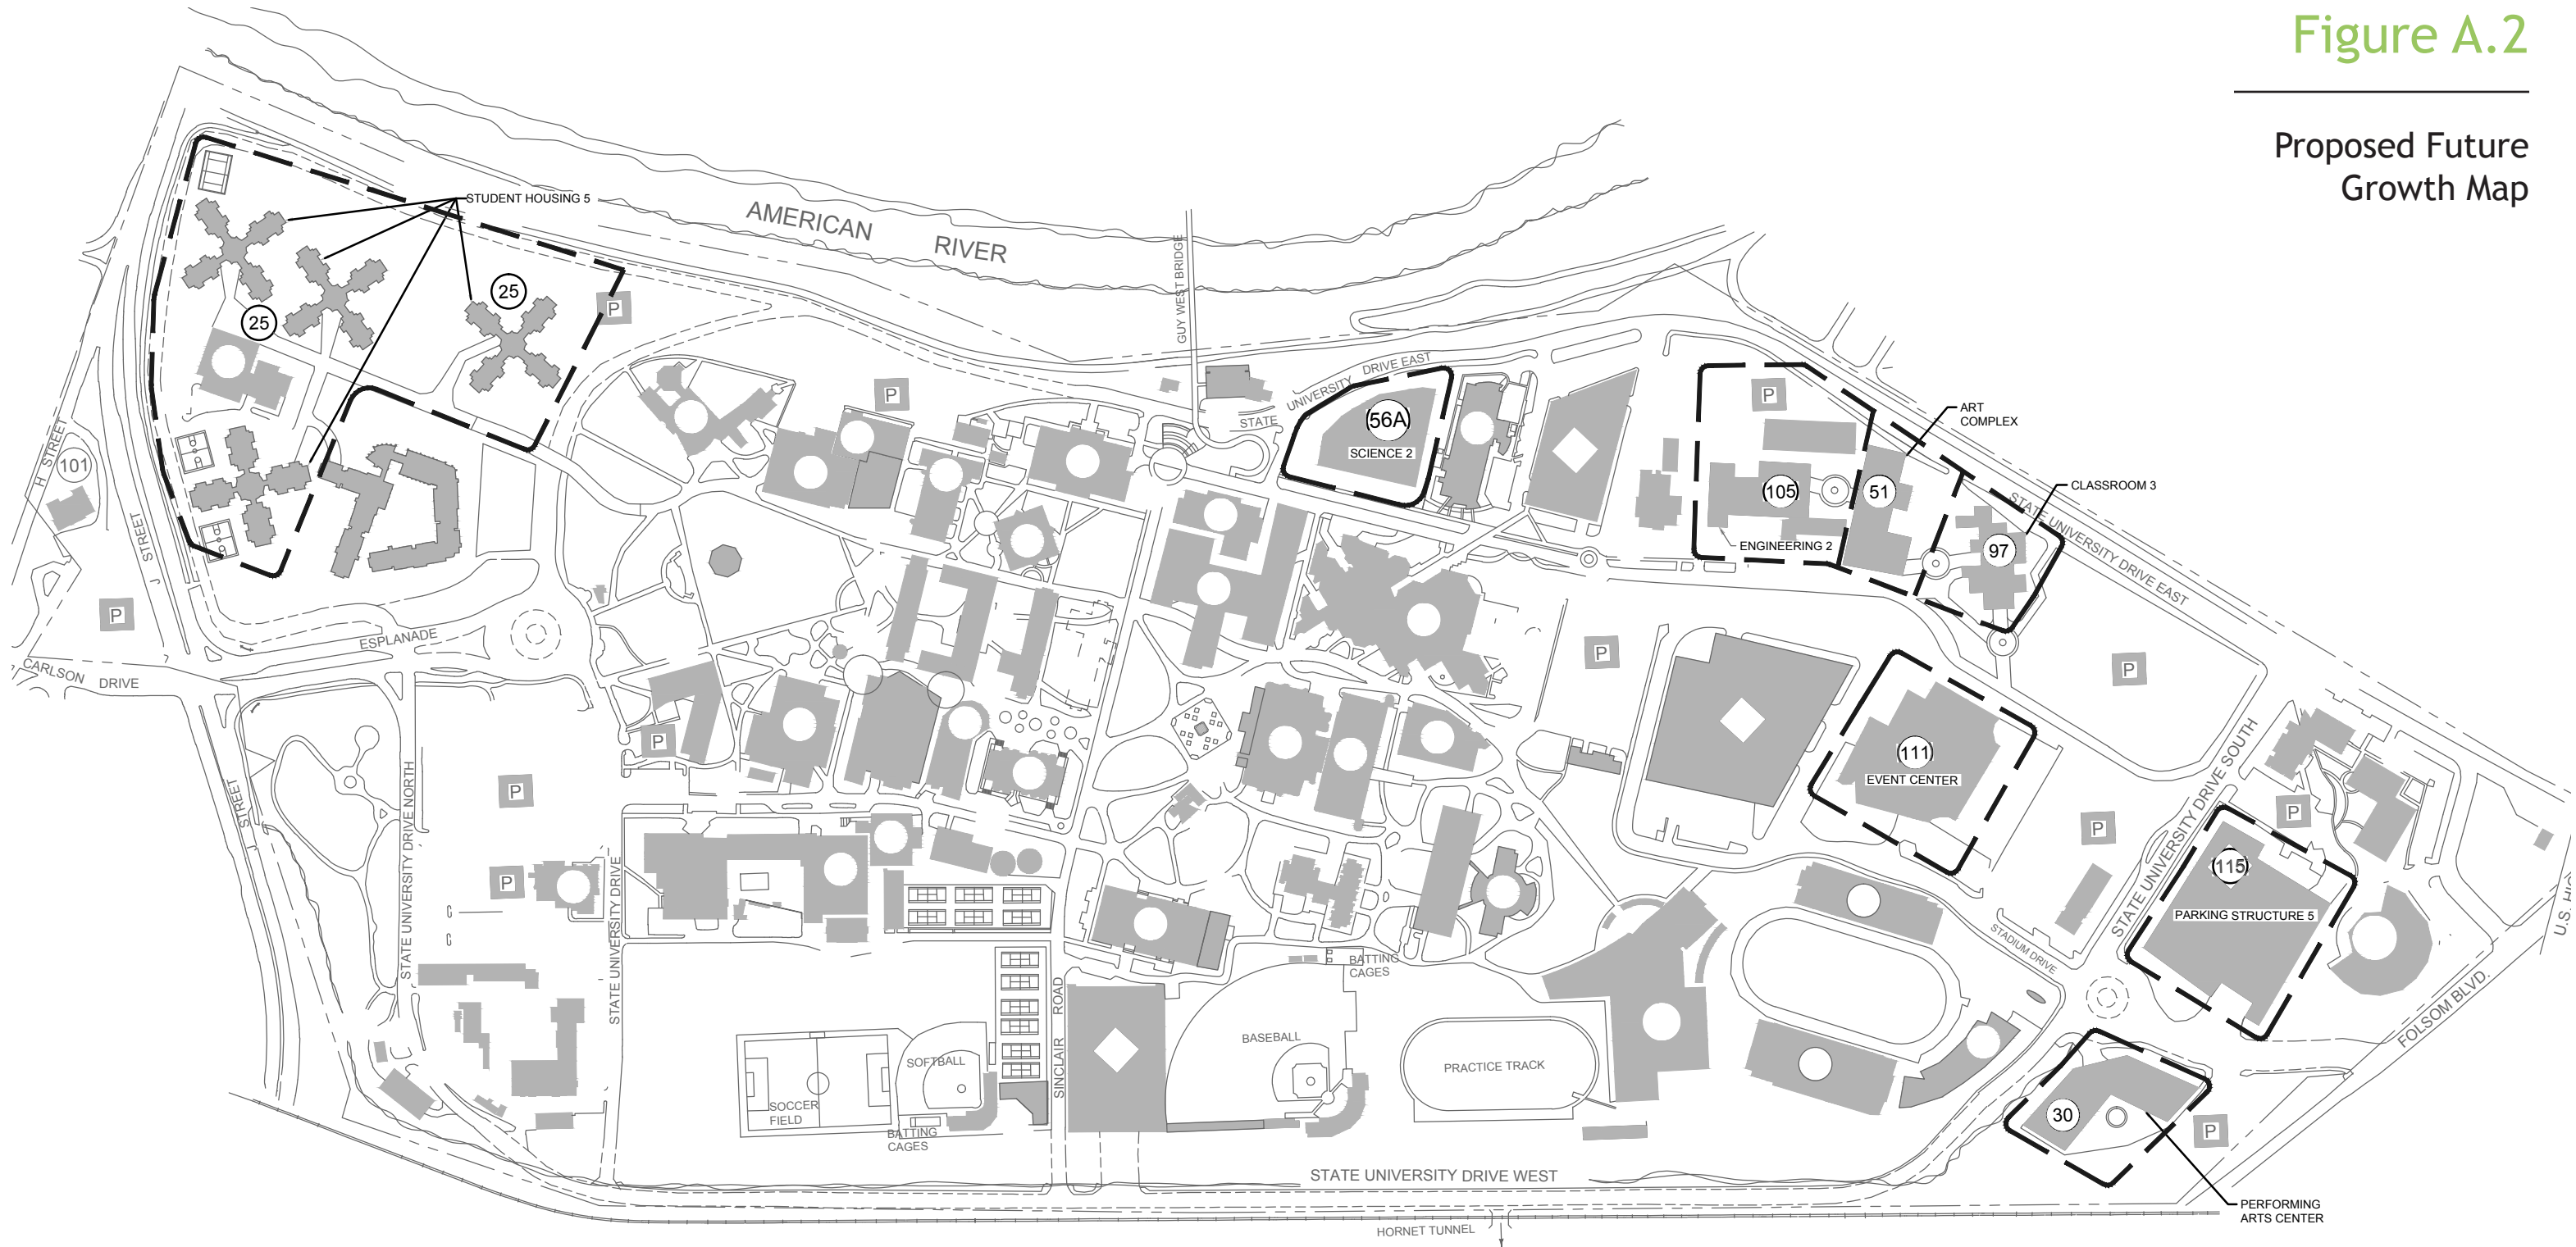 Figure A.2
Proposed Future
Growth Map
STUDENT HOUSING 5
AMERICAN
RIVER
GUY WEST BRIDGE
25
P
25
UNIVERSITY
DRIVE EAST
STATE
P
56A
SCIENCE 2
P
ART
COMPLEX
H STREET
101
105
51
CLASSROOM 3
STATE UNIVERSITY DRIVE EAST
J
STREET
ENGINEERING 2
97
P
ESPLANADE
P
P
CARLSON
DRIVE
P
111
EVENT CENTER
STATE UNIVERSITY DRIVE SOUTH
P
J
STREET
STATE UNIVERSITY DRIVE NORTH
P
P
115
P
STATE UNIVERSITY DRIVE
PARKING STRUCTURE 5
U.S.
STADIUM DRIVE
BATTING
CAGES
SINCLAIR
ROAD
FOLSOM BLVD.
BASEBALL
SOFTBALL
PRACTICE TRACK
SOCCER
FIELD
30
P
BATTING
CAGES
STATE UNIVERSITY DRIVE WEST
PERFORMING
ARTS CENTER
HORNET TUNNEL